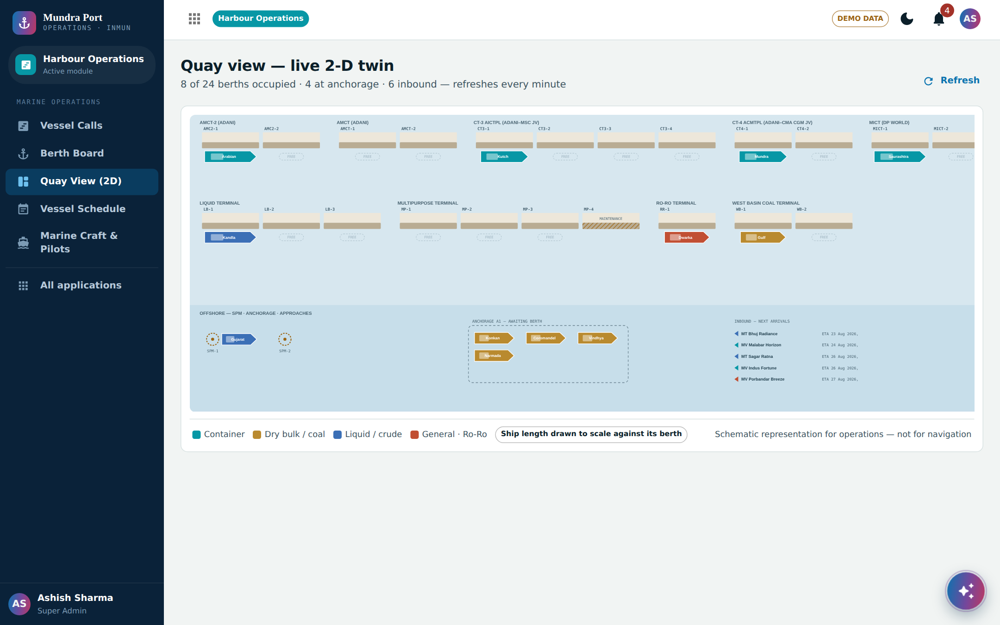 Mundra Port
OPERATIONS · INMUN
Harbour Operations
Active module
MARINE OPERATIONS
Vessel Calls
Berth Board
Quay View (2D)
Vessel Schedule
Marine Craft &
Pilots
All applications
AS
Ashish Sharma
Super Admin
Harbour Operations
DEMO DATA
4
AS
Quay view — live 2-D twin
8 of 24 berths occupied · 4 at anchorage · 6 inbound — refreshes every minute
Refresh
AMCT-2 (ADANI)
AMC2-1 AMC2-2
Arabian FREE
AMCT (ADANI)
AMCT-1 AMCT-2
FREE FREE
CT-3 AICTPL (ADANI–MSC JV)
CT3-1 CT3-2 CT3-3 CT3-4
Kutch FREE FREE FREE
CT-4 ACMTPL (ADANI–CMA CGM JV)
CT4-1 CT4-2
Mundra FREE
MICT (DP WORLD)
MICT-1 MICT-2
Saurashtra FREE
LIQUID TERMINAL
LB-1 LB-2 LB-3
Kandla FREE FREE
MULTIPURPOSE TERMINAL
MP-1 MP-2 MP-3 MP-4
MAINTENANCE
FREE FREE FREE
RO-RO TERMINAL
RR-1
Dwarka
WEST BASIN COAL TERMINAL
WB-1 WB-2
Gulf FREE
OFFSHORE — SPM · ANCHORAGE · APPROACHES
Gujarat
SPM-1 SPM-2
ANCHORAGE A1 — AWAITING BERTH
Konkan Coromandel Vindhya
Narmada
INBOUND — NEXT ARRIVALS
MT Bhuj Radiance ETA 23 Aug 2026,
MV Malabar Horizon ETA 24 Aug 2026,
MT Sagar Ratna ETA 26 Aug 2026,
MV Indus Fortune ETA 26 Aug 2026,
MV Porbandar Breeze ETA 27 Aug 2026,
Container Dry bulk / coal Liquid / crude General · Ro-Ro Ship length drawn to scale against its berth Schematic representation for operations — not for navigation